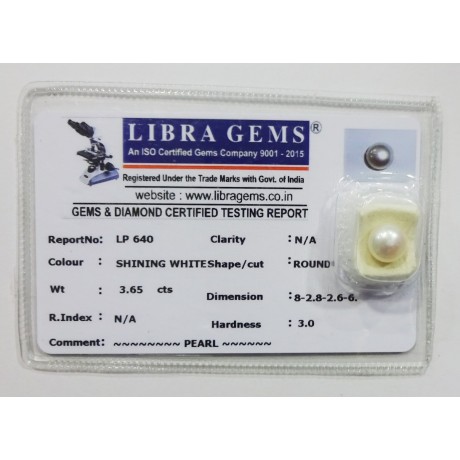 LIBRA GEMS®
An ISO Certified Gems Company 9001 - 2015
Registered Under the Trade Marks with Govt. of India
website : www.libragems.co.in
GEMS & DIAMOND CERTIFIED TESTING REPORT
ReportNo: LP 640 Clarity : N/A
Colour : SHINING WHITE Shape/cut : ROUND
Wt : 3.65 cts Dimension : 8-2.8-2.6-6.
R.Index : N/A Hardness : 3.0
Comment: ~~~~~~~~ PEARL ~~~~~~